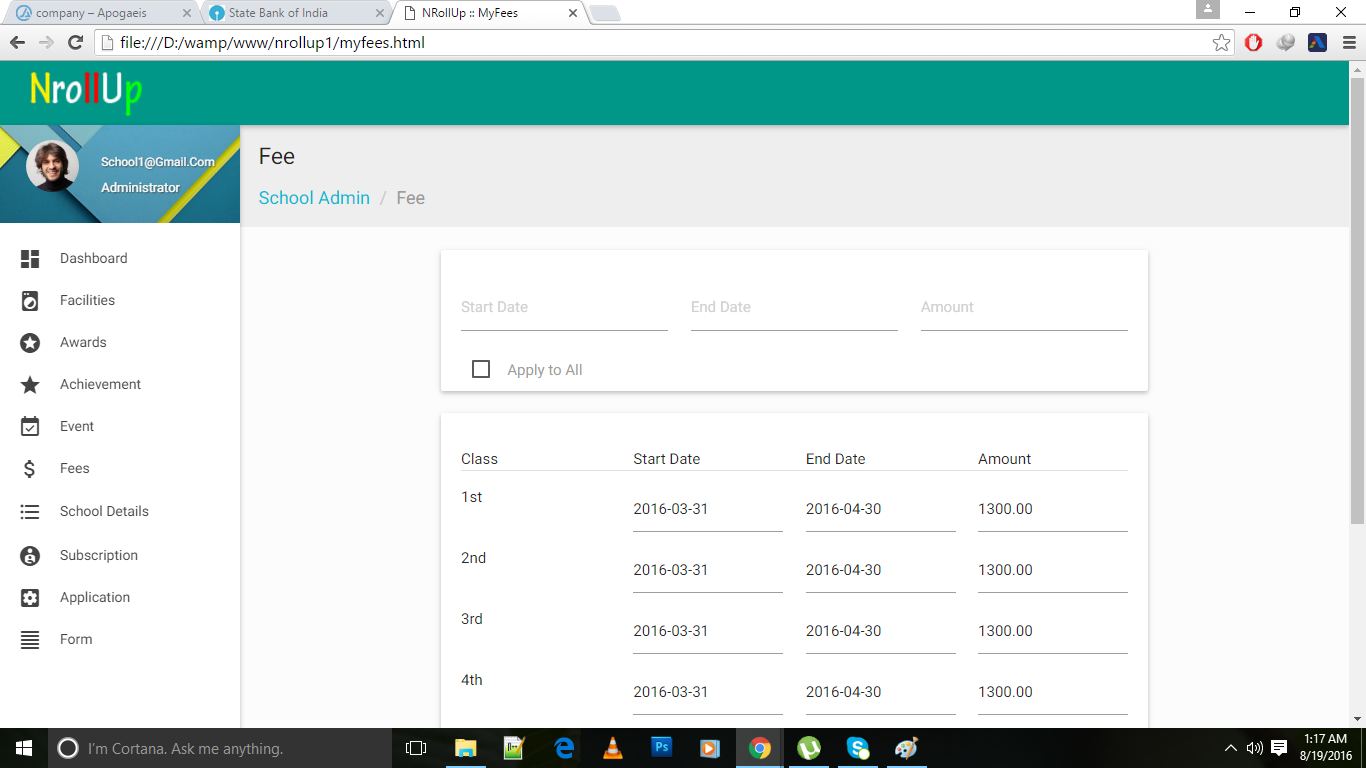 company – Apogaeis
State Bank of India
NRollUp :: MyFees
file:///D:/wamp/www/nrollup1/myfees.html
NrollUp
School1@Gmail.Com
Administrator
Fee
School Admin / Fee
Dashboard
Facilities
Awards
Achievement
Event
Fees
School Details
Subscription
Application
Form
Start Date End Date Amount
Apply to All
Class Start Date End Date Amount
1st 2016-03-31 2016-04-30 1300.00
2nd 2016-03-31 2016-04-30 1300.00
3rd 2016-03-31 2016-04-30 1300.00
4th 2016-03-31 2016-04-30 1300.00
I'm Cortana. Ask me anything.
Ps
1:17 AM
8/19/2016